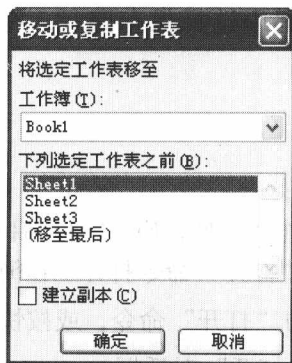 移动或复制工作表
将选定工作表移至
工作簿(T):
Book1
下列选定工作表之前(B):
Sheet1
Sheet2
Sheet3
(移至最后)
建立副本(C)
确定
取消